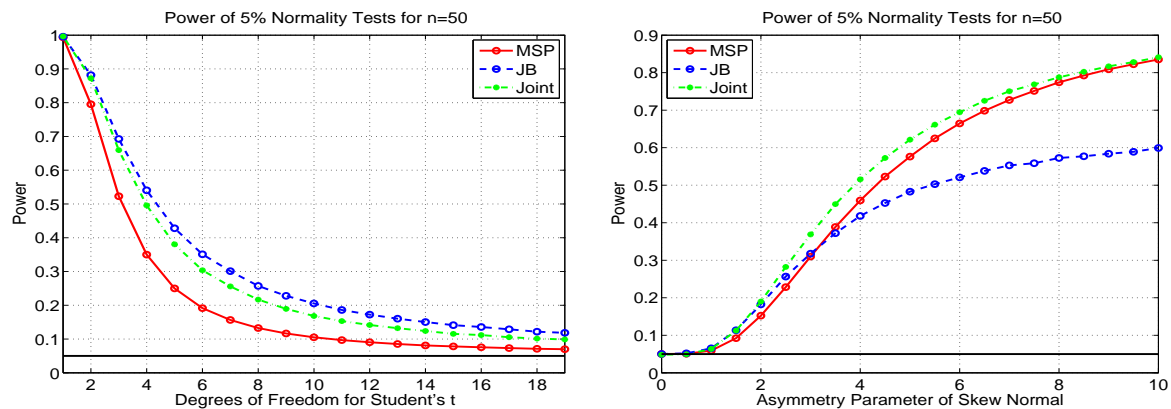 Power of 5% Normality Tests for n=50
1
0.9
0.8
0.7
0.6
0.5
0.4
0.3
0.2
0.1
0
Power
MSP
JB
Joint
2 4 6 8 10 12 14 16 18
Degrees of Freedom for Student's t
Power of 5% Normality Tests for n=50
0.9
0.8
0.7
0.6
0.5
0.4
0.3
0.2
0.1
0
Power
MSP
JB
Joint
0 2 4 6 8 10
Asymmetry Parameter of Skew Normal